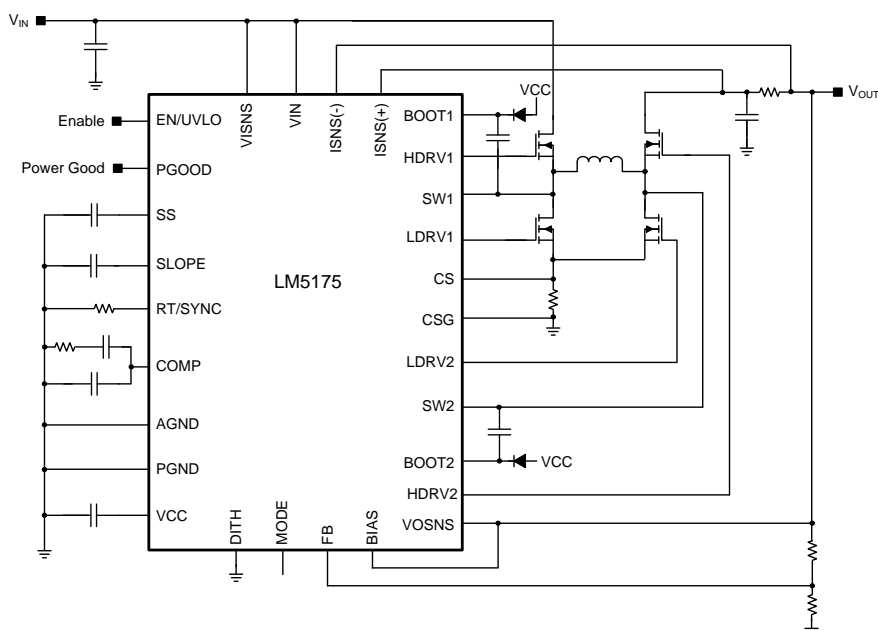 VIN
VCC
VOUT
VISNS
VIN
ISNS(-)
ISNS(+)
Enable
EN/UVLO
BOOT1
Power Good
PGOOD
HDRV1
SS
SW1
LDRV1
SLOPE
LM5175
CS
RT/SYNC
CSG
COMP
LDRV2
SW2
AGND
BOOT2
VCC
PGND
HDRV2
VCC
VOSNS
DITH
MODE
FB
BIAS